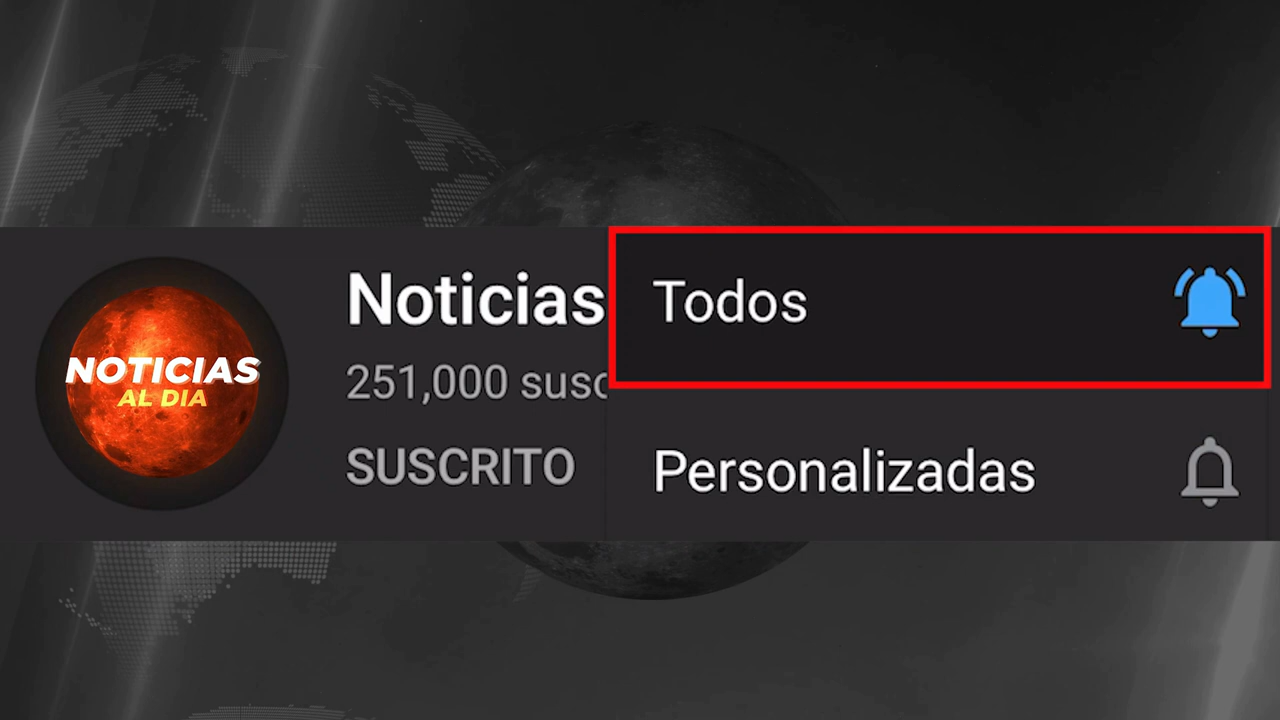 NOTICIAS
AL DIA
Noticias
251,000 susc
SUSCRITO
Todos
Personalizadas